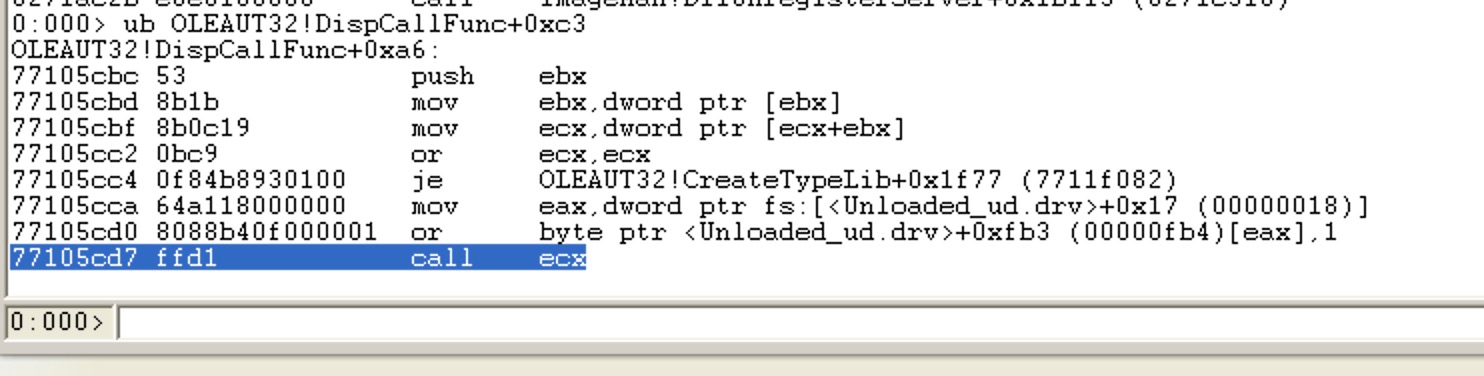 0:000> ub OLEAUT32!DispCallFunc+0xc3
OLEAUT32!DispCallFunc+0xa6:
77105cbc 53 push ebx
77105cbd 8b1b mov ebx,dword ptr [ebx]
77105cbf 8b0c19 mov ecx,dword ptr [ecx+ebx]
77105cc2 0bc9 or ecx,ecx
77105cc4 0f84b8930100 je OLEAUT32!CreateTypeLib+0x1f77 (7711f082)
77105cca 64a118000000 mov eax,dword ptr fs:[<Unloaded_ud.drv>+0x17 (00000018)]
77105cd0 8088b40f000001 or byte ptr <Unloaded_ud.drv>+0xfb3 (00000fb4)[eax],1
77105cd7 ffd1 call ecx
0:000>